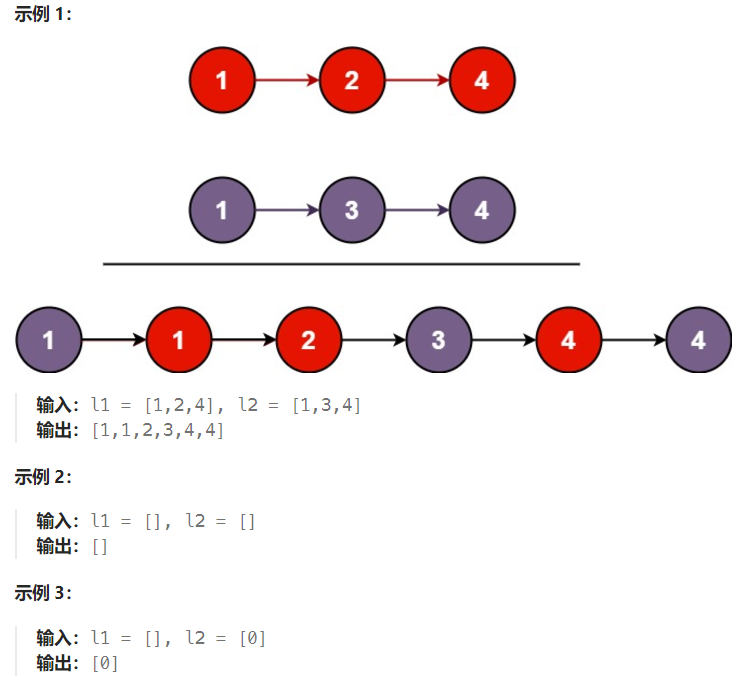 示例 1：
1 2 4
1 3 4
1 1 2 3 4 4
输入：l1 = [1,2,4], l2 = [1,3,4]
输出：[1,1,2,3,4,4]
示例 2：
输入：l1 = [], l2 = []
输出：[]
示例 3：
输入：l1 = [], l2 = [0]
输出：[0]